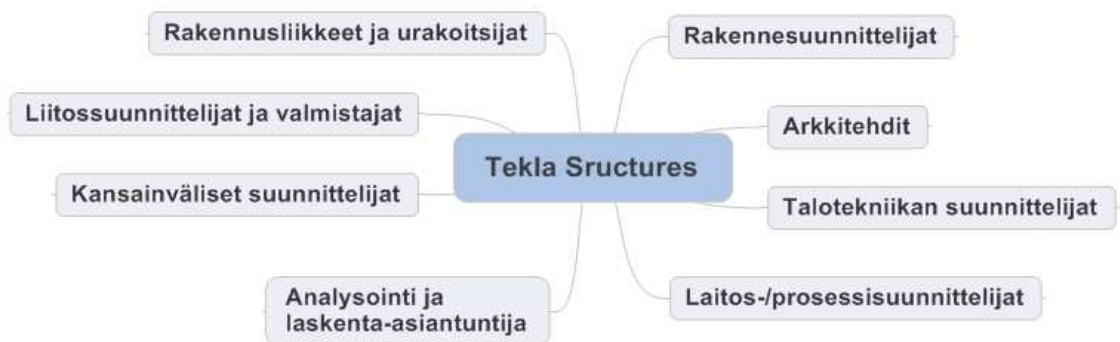 Rakennusliikkeet ja urakoitsijat
Rakennesuunnittelijat
Liitossuunnittelijat ja valmistajat
Arkkitehdit
Tekla Sructures
Kansainväliset suunnittelijat
Talotekniikan suunnittelijat
Analysointi ja
laskenta-asiantuntija
Laitos-/prosessisuunnittelijat